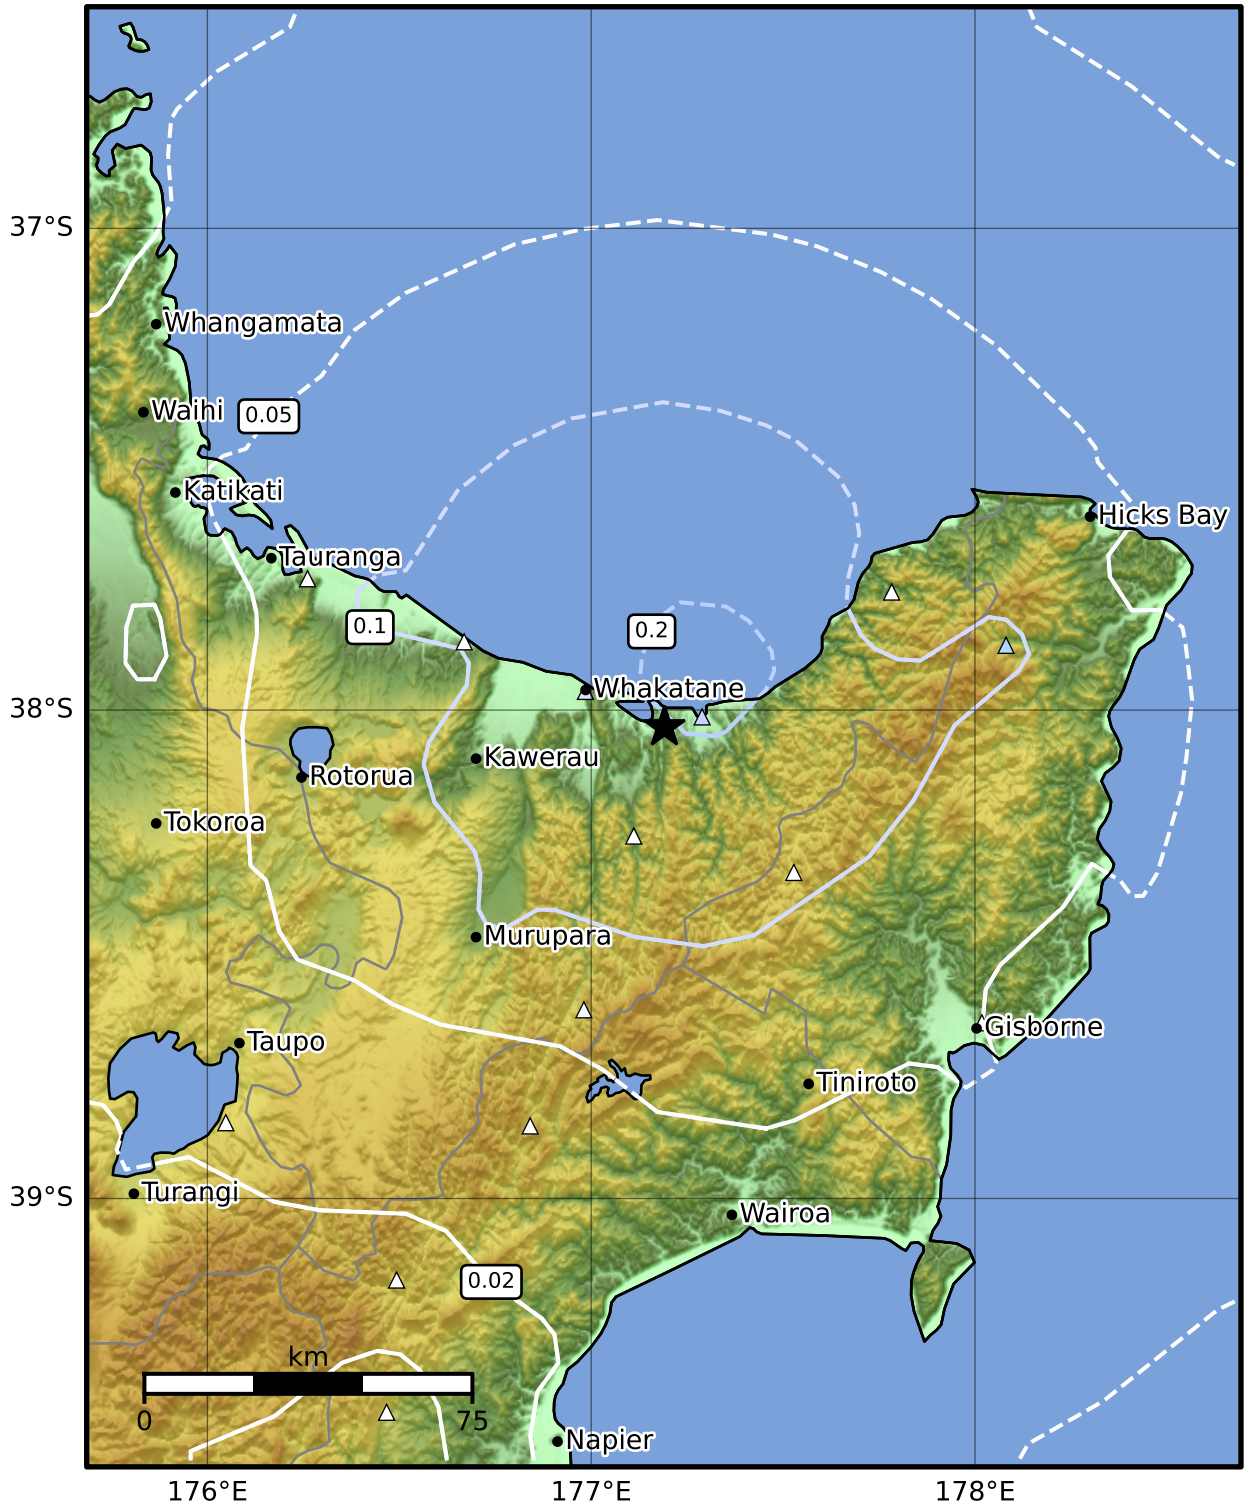 37°S
Whangamata
Waihi
0.05
Katikati
Hicks Bay
Tauranga
0.1
0.2
Whakatane
38°S
Kawerau
Rotorua
Tokoroa
Murupara
Gisborne
Taupo
Tiniroto
39°S
Turangi
Wairoa
0.02
km
0
75
Napier
176°E
177°E
178°E